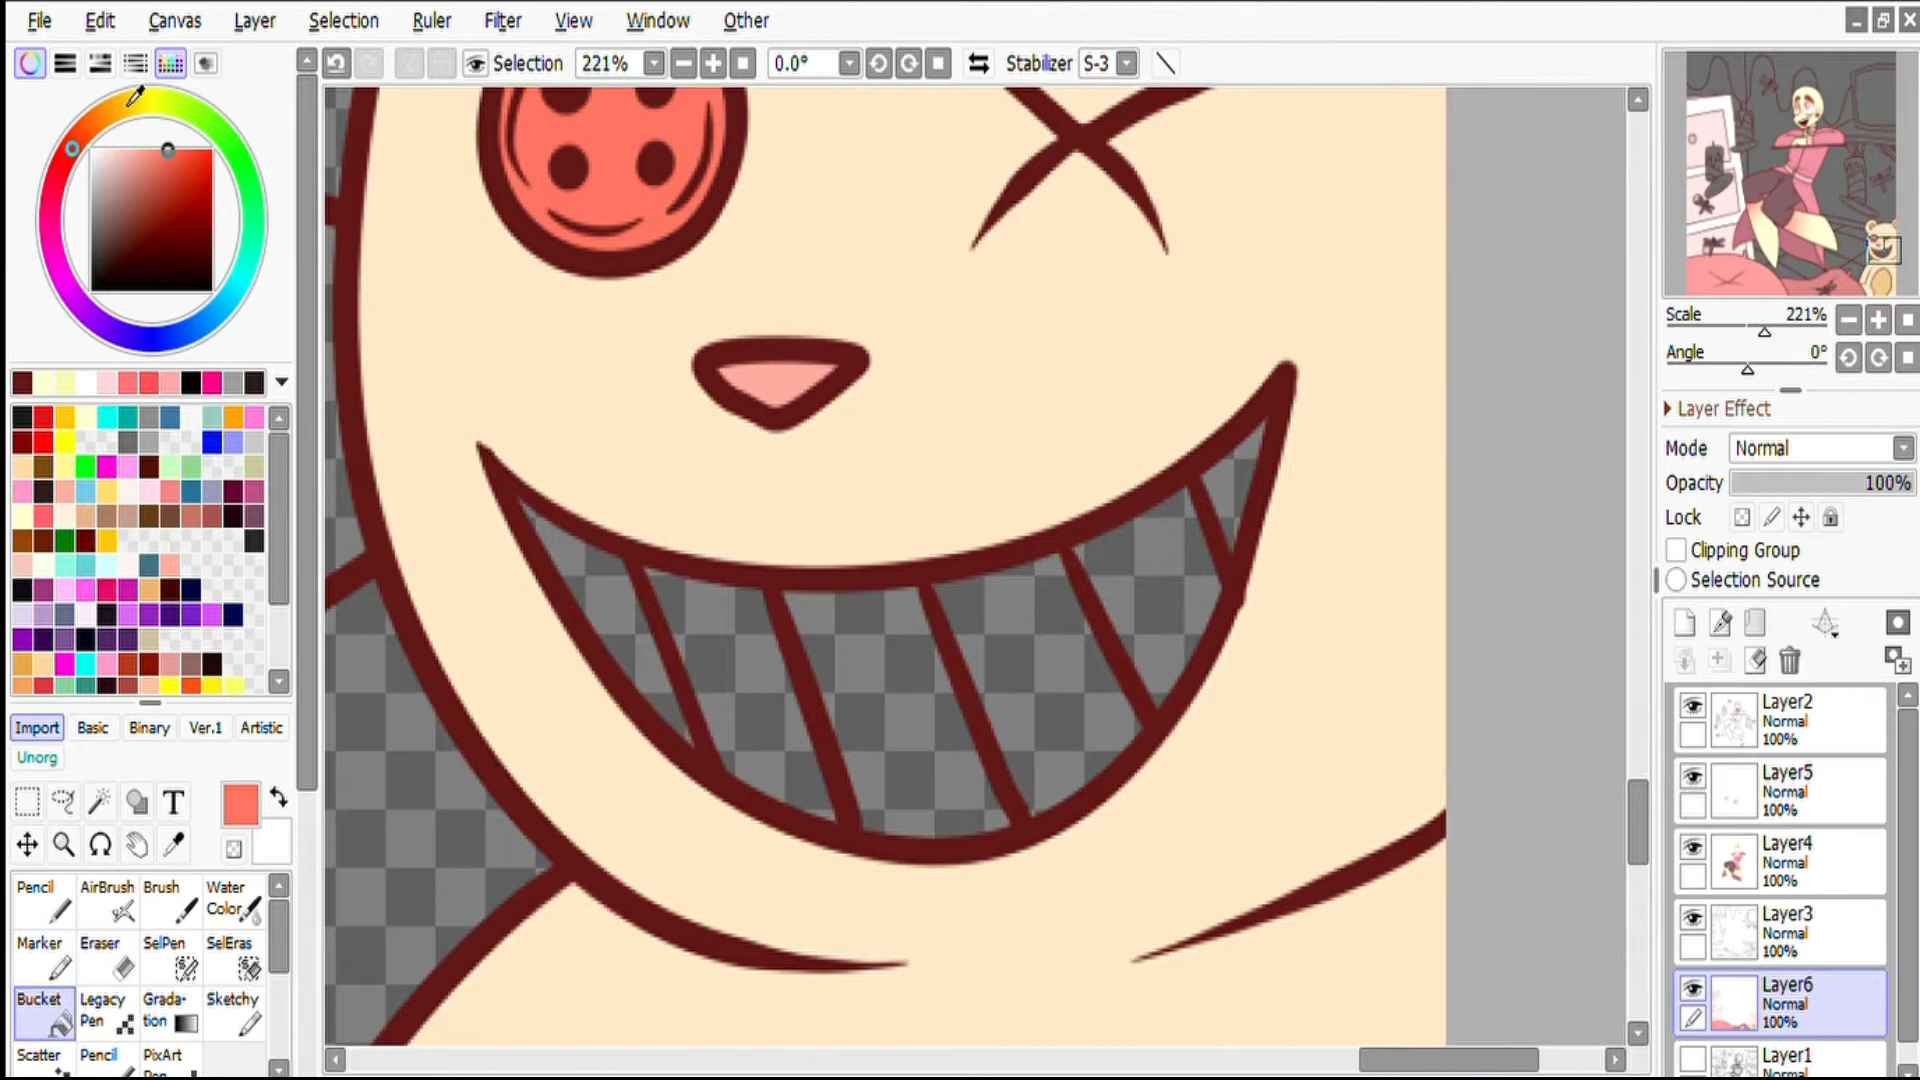 File Edit Canvas Layer Selection Ruler Filter View Window Other
Selection 221% 0.0° Stabilizer S-3
Scale 221%
Angle 0°
Layer Effect
Mode Normal
Opacity 100%
Lock
Clipping Group
Selection Source
Import Basic Binary Ver.1 Artistic
Unorg
T
Pencil AirBrush Brush Water Color
Marker Eraser SelPen SelEras
Bucket Legacy Pen Grada-tion Sketchy
Scatter Pencil PixArt Pen
Layer2
Normal
100%
Layer5
Normal
100%
Layer4
Normal
100%
Layer3
Normal
100%
Layer6
Normal
100%
Layer1
Normal